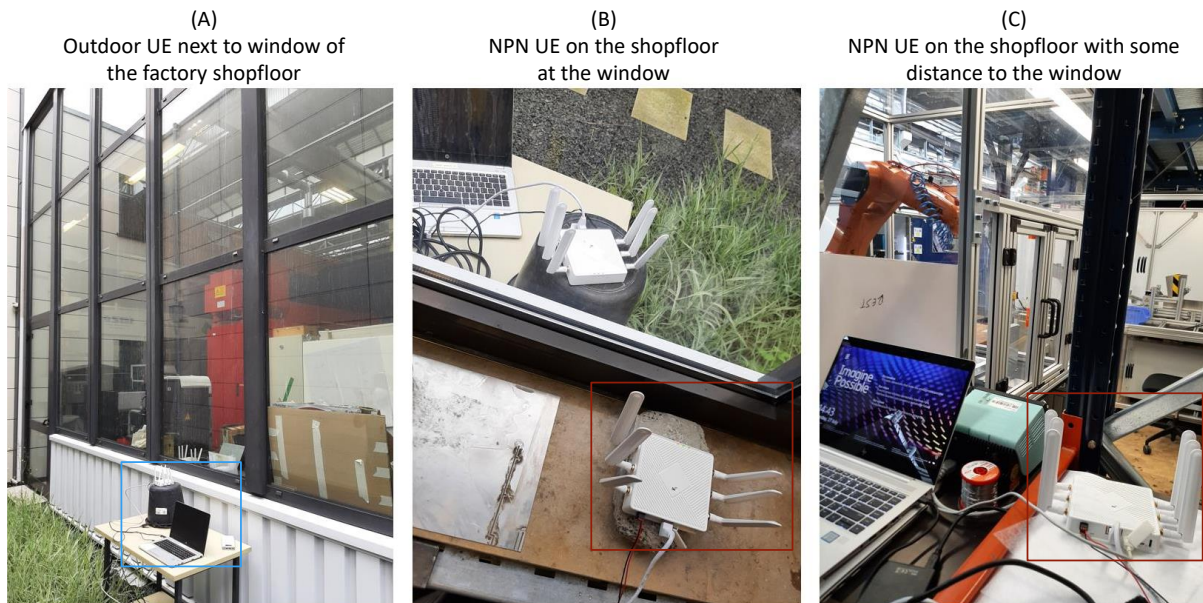 (A)
Outdoor UE next to window of
the factory shopfloor
(B)
NPN UE on the shopfloor
at the window
(C)
NPN UE on the shopfloor with some
distance to the window
REST
Imagine
Possible